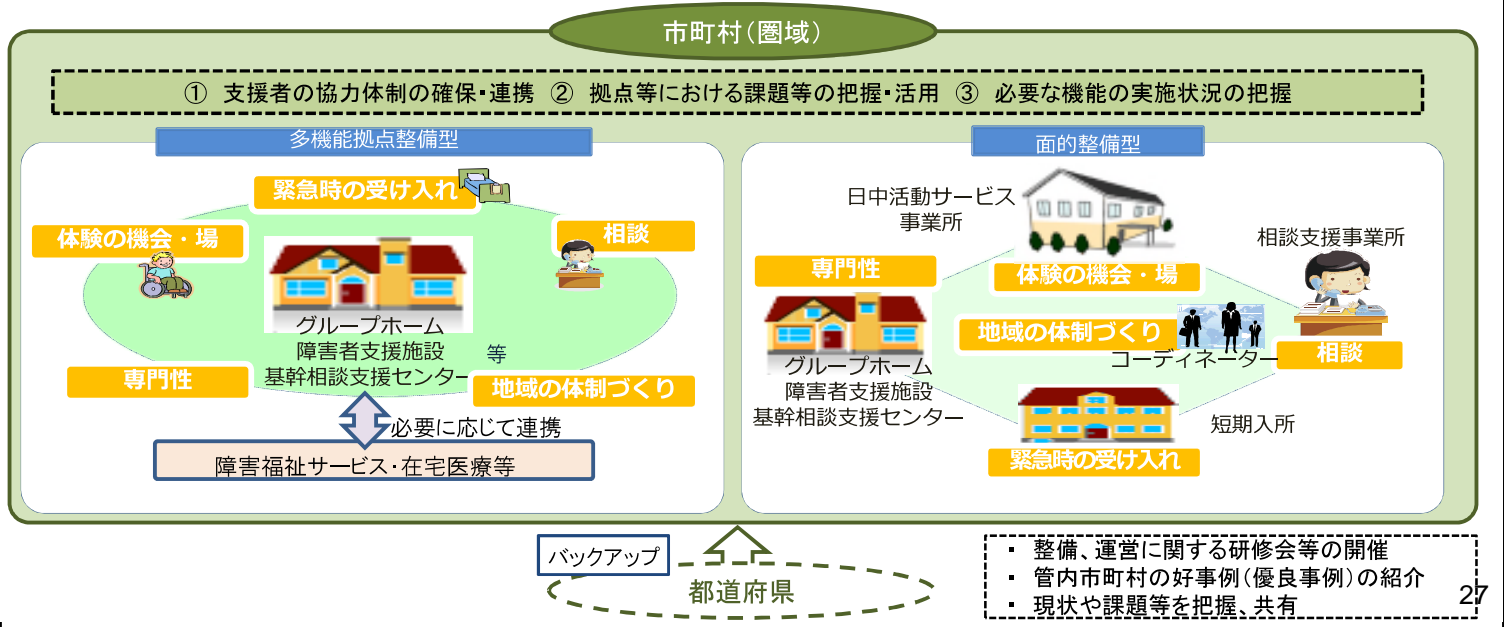 市町村(圏域)
① 支援者の協力体制の確保・連携 ② 拠点等における課題等の把握・活用 ③ 必要な機能の実施状況の把握
多機能拠点整備型
緊急時の受け入れ
体験の機会・場
相談
グループホーム
障害者支援施設
基幹相談支援センター
等
専門性
地域の体制づくり
必要に応じて連携
障害福祉サービス・在宅医療等
面的整備型
日中活動サービス
事業所
相談支援事業所
専門性
体験の機会・場
地域の体制づくり
コーディネーター
相談
グループホーム
障害者支援施設
基幹相談支援センター
短期入所
緊急時の受け入れ
バックアップ
都道府県
・ 整備、運営に関する研修会等の開催
・ 管内市町村の好事例(優良事例)の紹介
・ 現状や課題等を把握、共有
27